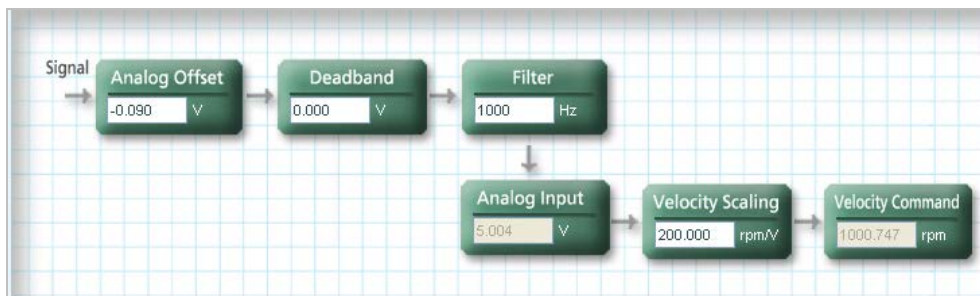 Signal
Analog Offset
-0.090 V
Deadband
0.000 V
Filter
1000 Hz
Analog Input
5.004 V
Velocity Scaling
200.000 rpm/V
Velocity Command
1000.747 rpm